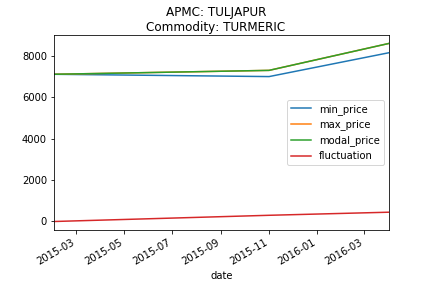 APMC: TULJAPUR
Commodity: TURMERIC
8000
6000
4000
2000
0
min_price
max_price
modal_price
fluctuation
2015-03
2015-05
2015-07
2015-09
2015-11
2016-01
2016-03
date